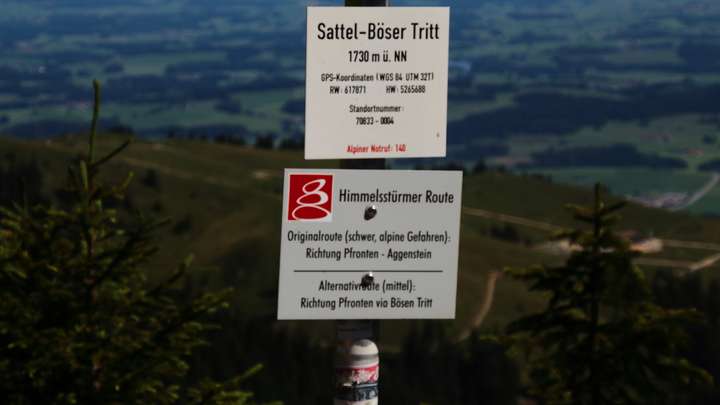 Sattel-Böser Tritt
1730 m ü. NN
GPS-Koordinaten (WGS 84 UTM 32T)
RW: 617871 HW: 5265688
Standortnummer:
70833-0004
Alpiner Notruf: 140
Himmelsstürmer Route
Originalroute (schwer, alpine Gefahren):
Richtung Pfronten - Aggenstein
Alternativroute (mittel):
Richtung Pfronten via Bösen Tritt